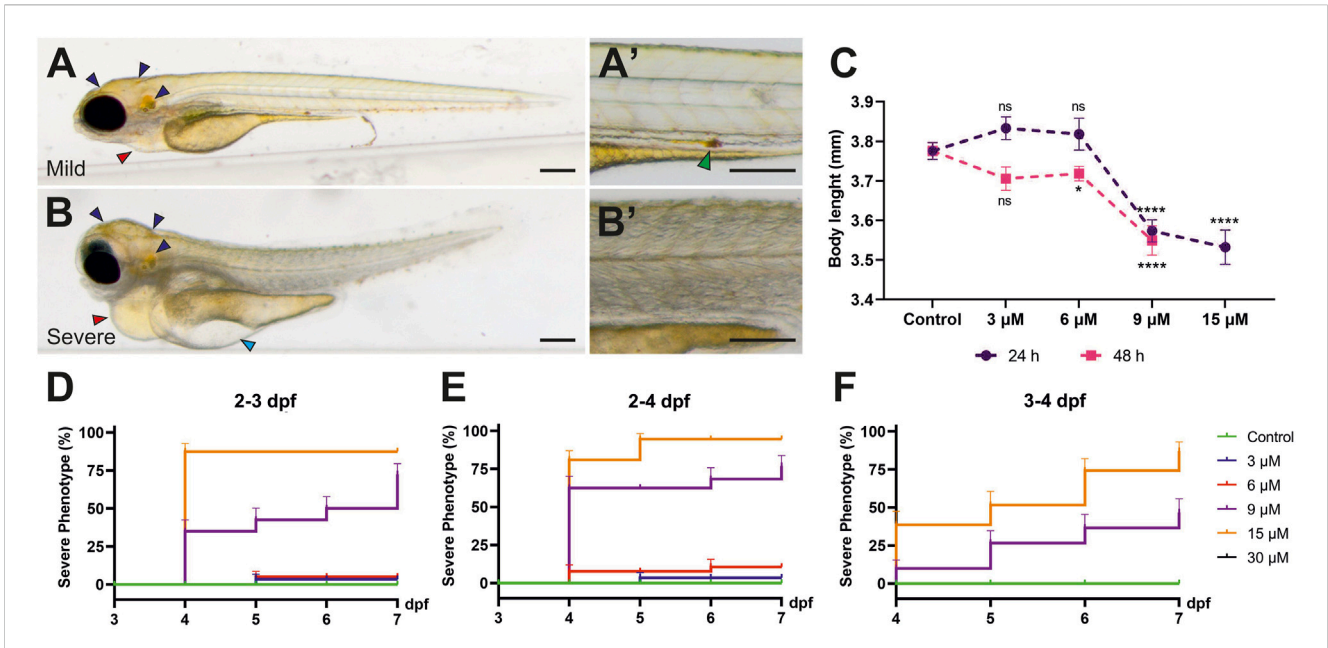 A
Mild
A’
B
Severe
B’
C
Body lenght (mm)
3.9
3.8
3.7
3.6
3.5
3.4
ns
ns
ns
*
****
****
****
Control
3 µM
6 µM
9 µM
15 µM
24 h
48 h
D
2-3 dpf
Severe Phenotype (%)
100
75
50
25
0
3
4
5
6
7
dpf
E
2-4 dpf
Severe Phenotype (%)
100
75
50
25
0
3
4
5
6
7
dpf
F
3-4 dpf
Severe Phenotype (%)
100
75
50
25
0
4
5
6
7
dpf
Control
3 µM
6 µM
9 µM
15 µM
30 µM